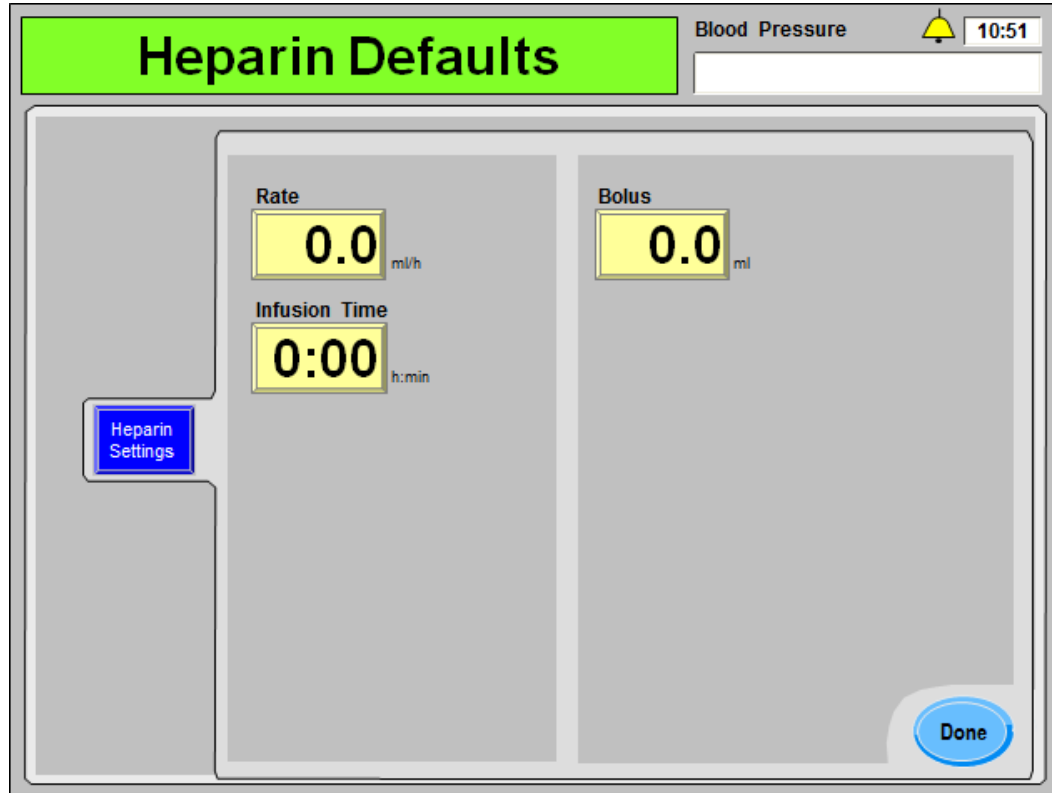 Heparin Defaults
Blood Pressure
10:51
Rate
0.0 ml/h
Infusion Time
0:00 h:min
Bolus
0.0 ml
Heparin
Settings
Done